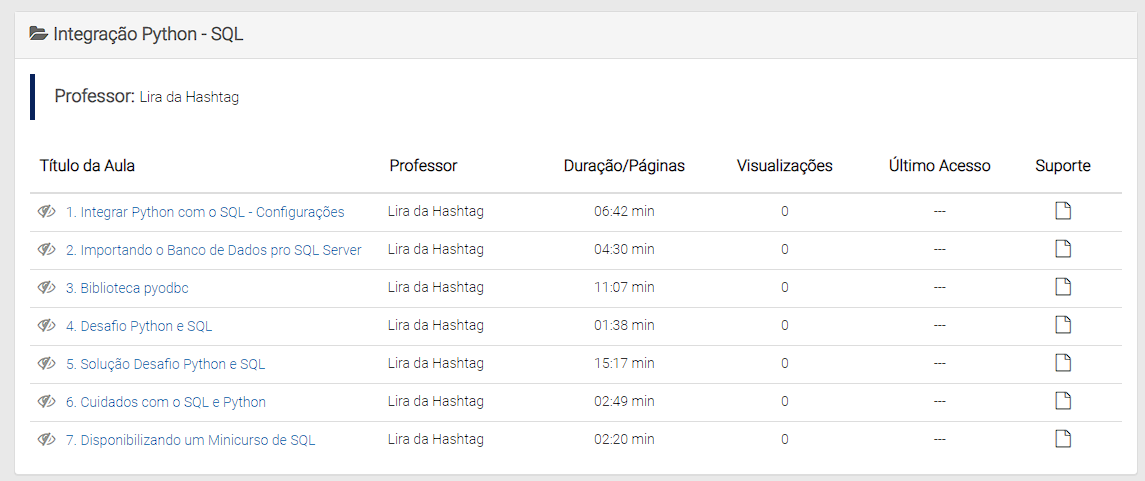 Integração Python - SQL
Professor: Lira da Hashtag
Título da Aula Professor Duração/Páginas Visualizações Último Acesso Suporte
1. Integrar Python com o SQL - Configurações Lira da Hashtag 06:42 min 0 ---
2. Importando o Banco de Dados pro SQL Server Lira da Hashtag 04:30 min 0 ---
3. Biblioteca pyodbc Lira da Hashtag 11:07 min 0 ---
4. Desafio Python e SQL Lira da Hashtag 01:38 min 0 ---
5. Solução Desafio Python e SQL Lira da Hashtag 15:17 min 0 ---
6. Cuidados com o SQL e Python Lira da Hashtag 02:49 min 0 ---
7. Disponibilizando um Minicurso de SQL Lira da Hashtag 02:20 min 0 ---